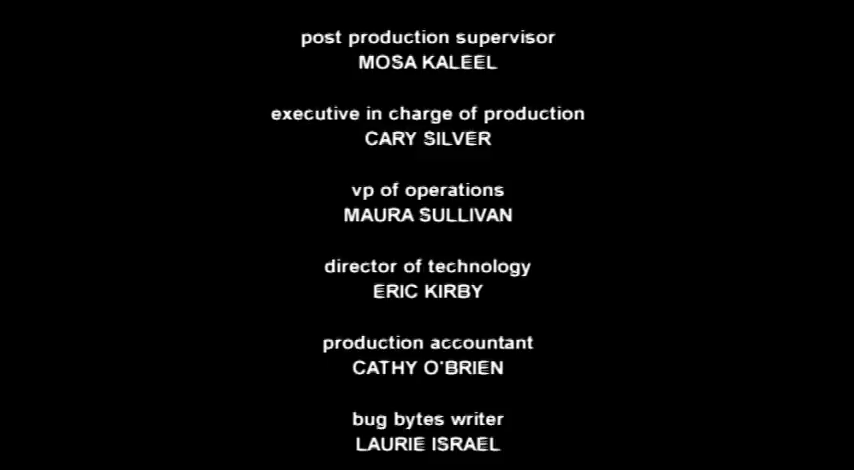 post production supervisor
MOSA KALEEL
executive in charge of production
CARY SILVER
vp of operations
MAURA SULLIVAN
director of technology
ERIC KIRBY
production accountant
CATHY O'BRIEN
bug bytes writer
LAURIE ISRAEL